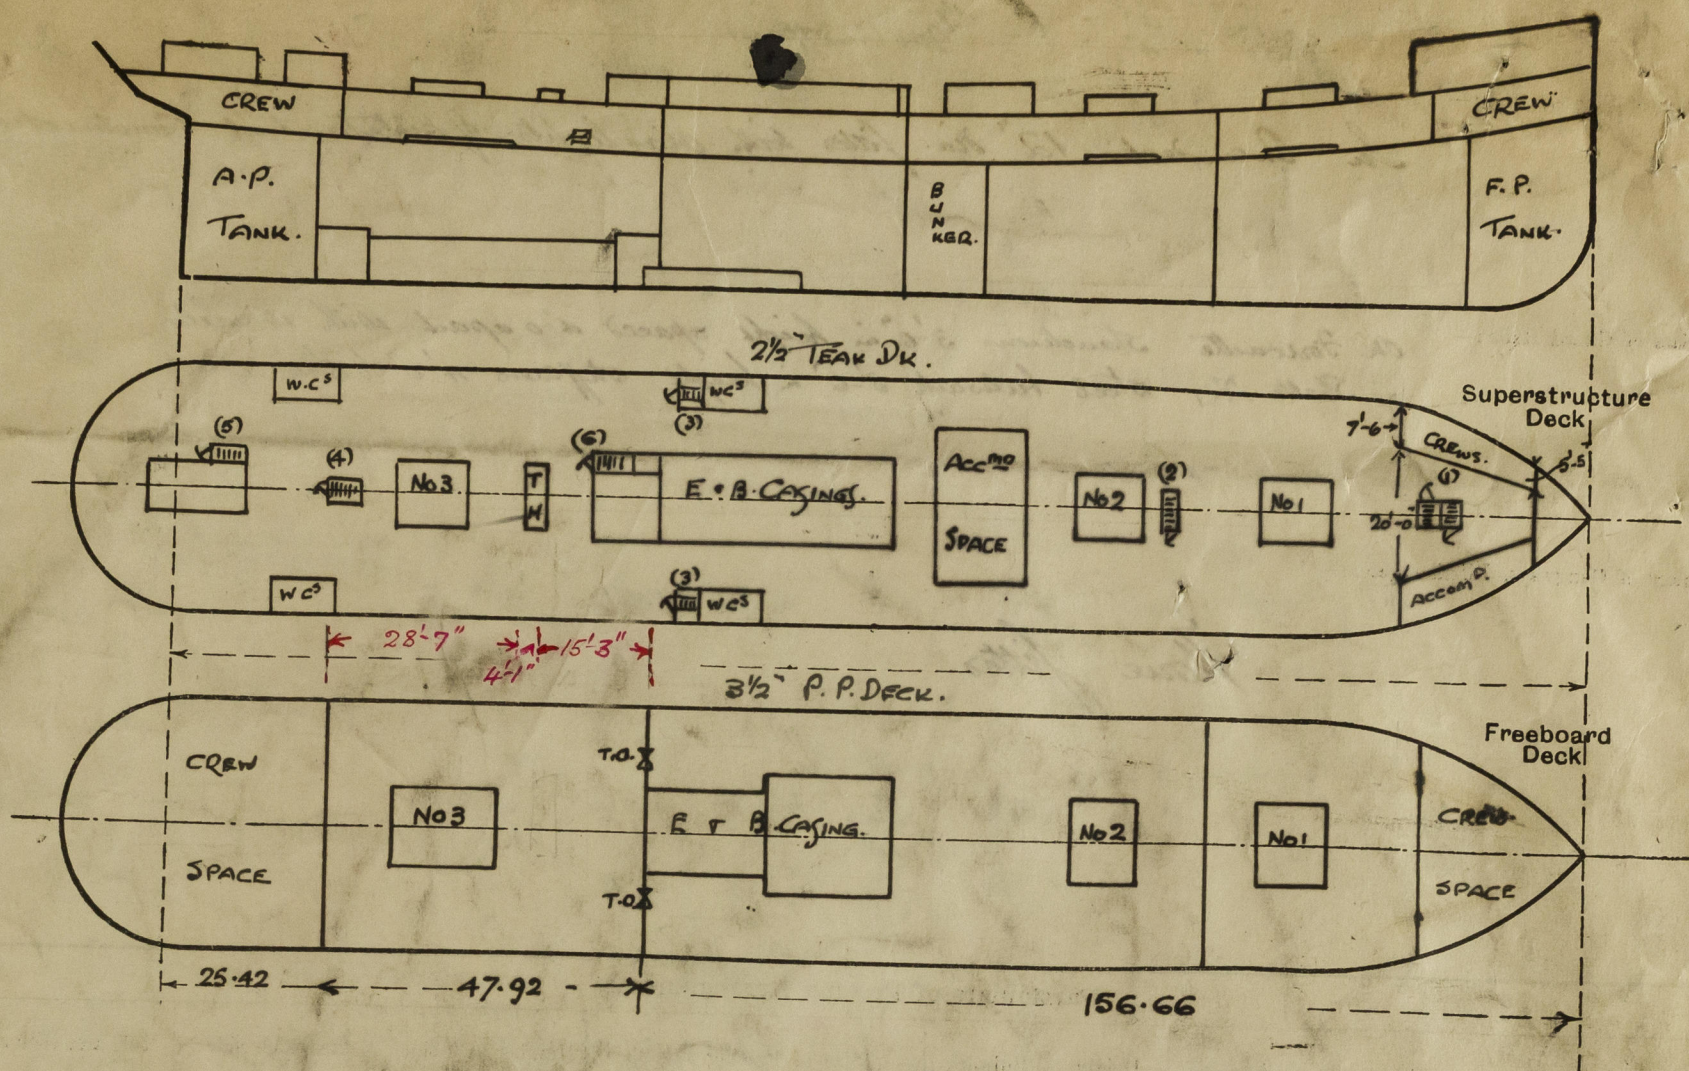 CREW
CREW
A.P.
TANK.
BUNKER.
F.P.
TANK.
2½" TEAK DK.
Superstructure
Deck
W.Cs
WCs
(3)
7'-6
CREWS.
5'-5
(5)
(4)
(6)
No3
T
H
E & B. CASINGS.
Accmo
SPACE
No2
(2)
No1
(1)
20'-0"
ACCOMD.
WCs
(3)
WCs
28'-7"
4'-1"
15'-3"
3½" P.P. DECK.
Freeboard
Deck
T.O.
CREW
SPACE
No3
E & B. CASING.
No2
No1
CREW
SPACE
T.O.
25.42
47.92
156.66